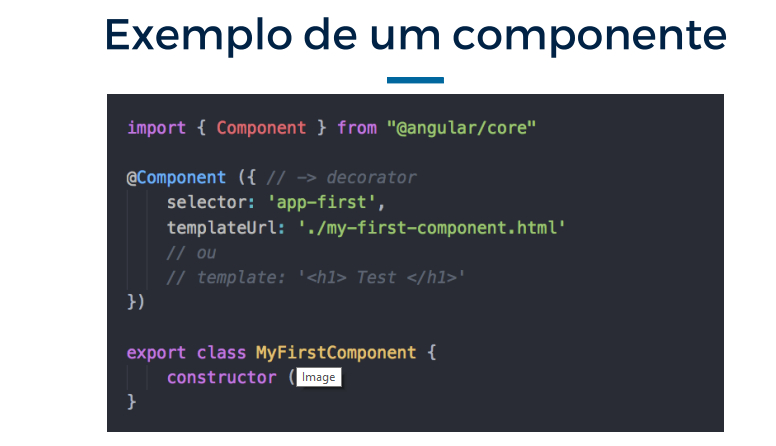 Exemplo de um componente
import { Component } from "@angular/core"
@Component ({ // -> decorator
selector: 'app-first',
templateUrl: './my-first-component.html'
// ou
// template: '<h1> Test </h1>'
})
export class MyFirstComponent {
constructor ( Image
}